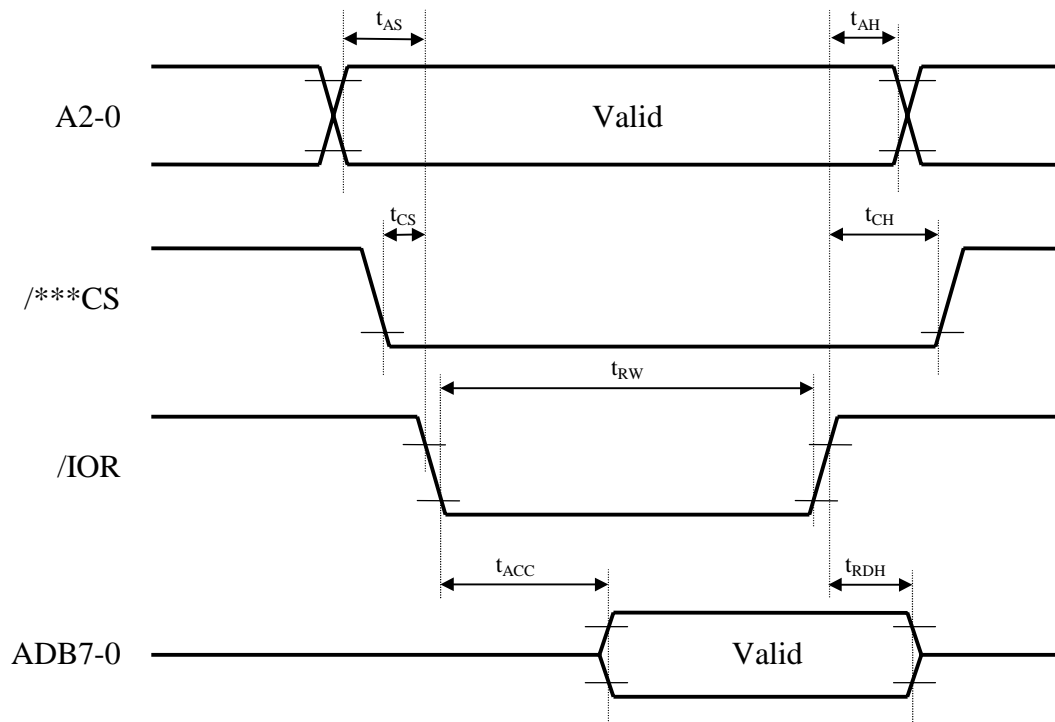 tAS
tAH
A2-0
Valid
tCS
tCH
/***CS
tRW
/IOR
tACC
tRDH
ADB7-0
Valid